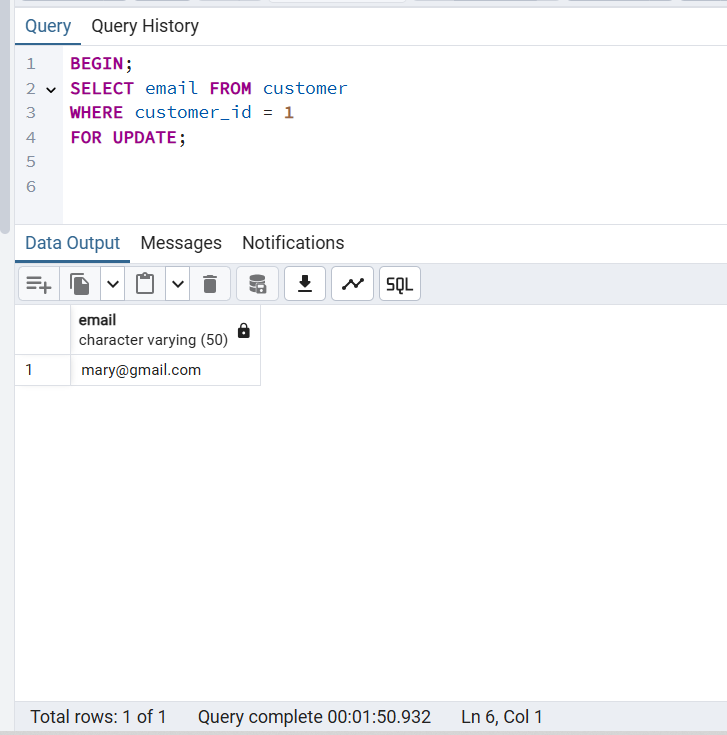 Query Query History
1 BEGIN;
2 SELECT email FROM customer
3 WHERE customer_id = 1
4 FOR UPDATE;
5
6
Data Output Messages Notifications
SQL
email
character varying (50)
1 mary@gmail.com
Total rows: 1 of 1 Query complete 00:01:50.932 Ln 6, Col 1